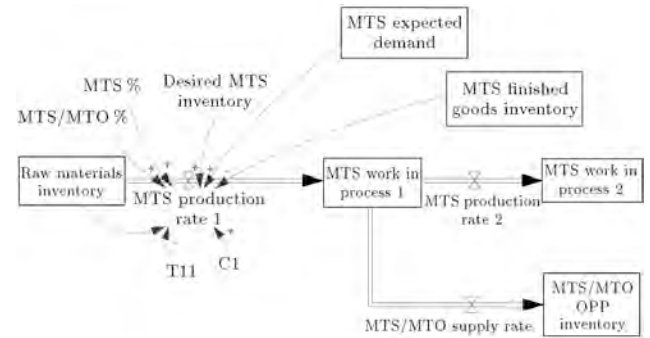 MTS expected
demand
MTS %
Desired MTS
inventory
MTS/MTO %
MTS finished
goods inventory
Raw materials
inventory
MTS production
rate 1
MTS work in
process 1
MTS production
rate 2
MTS work in
process 2
T11
C1
MTS/MTO supply rate
MTS/MTO
OPP
inventory